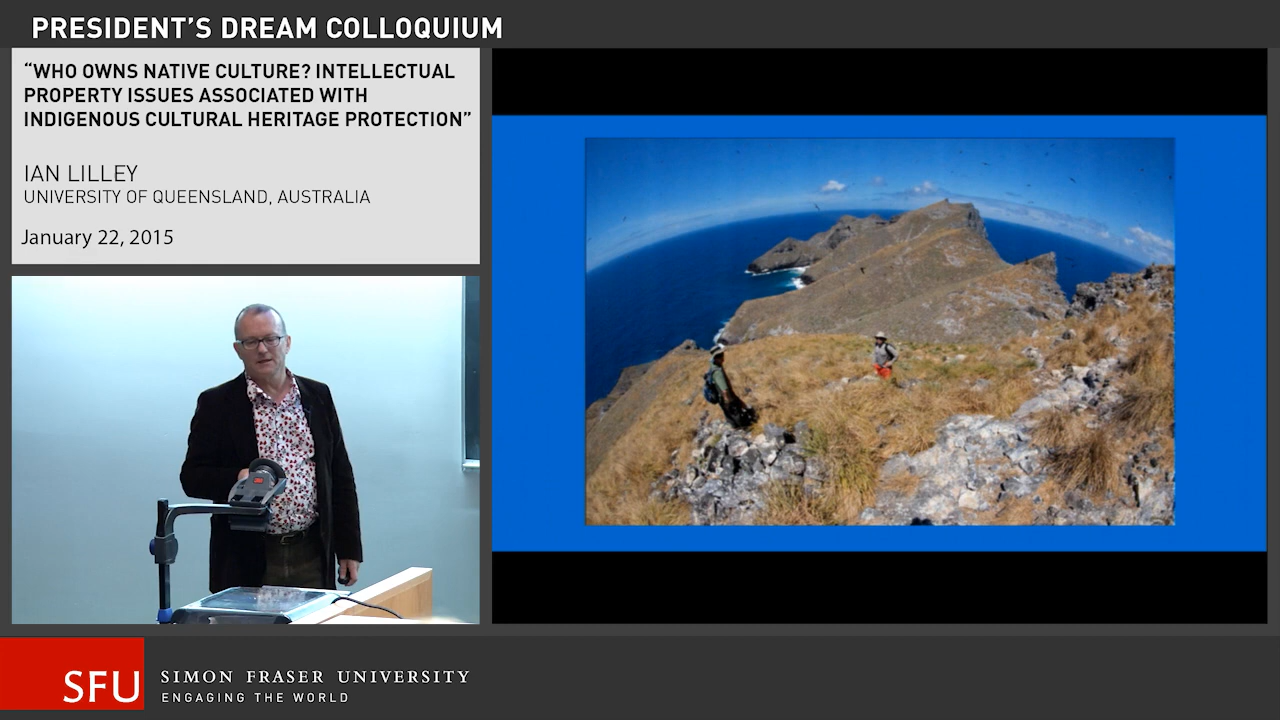 PRESIDENT’S DREAM COLLOQUIUM
“WHO OWNS NATIVE CULTURE? INTELLECTUAL
PROPERTY ISSUES ASSOCIATED WITH
INDIGENOUS CULTURAL HERITAGE PROTECTION”
IAN LILLEY
UNIVERSITY OF QUEENSLAND, AUSTRALIA
January 22, 2015
SFU
SIMON FRASER UNIVERSITY
ENGAGING THE WORLD